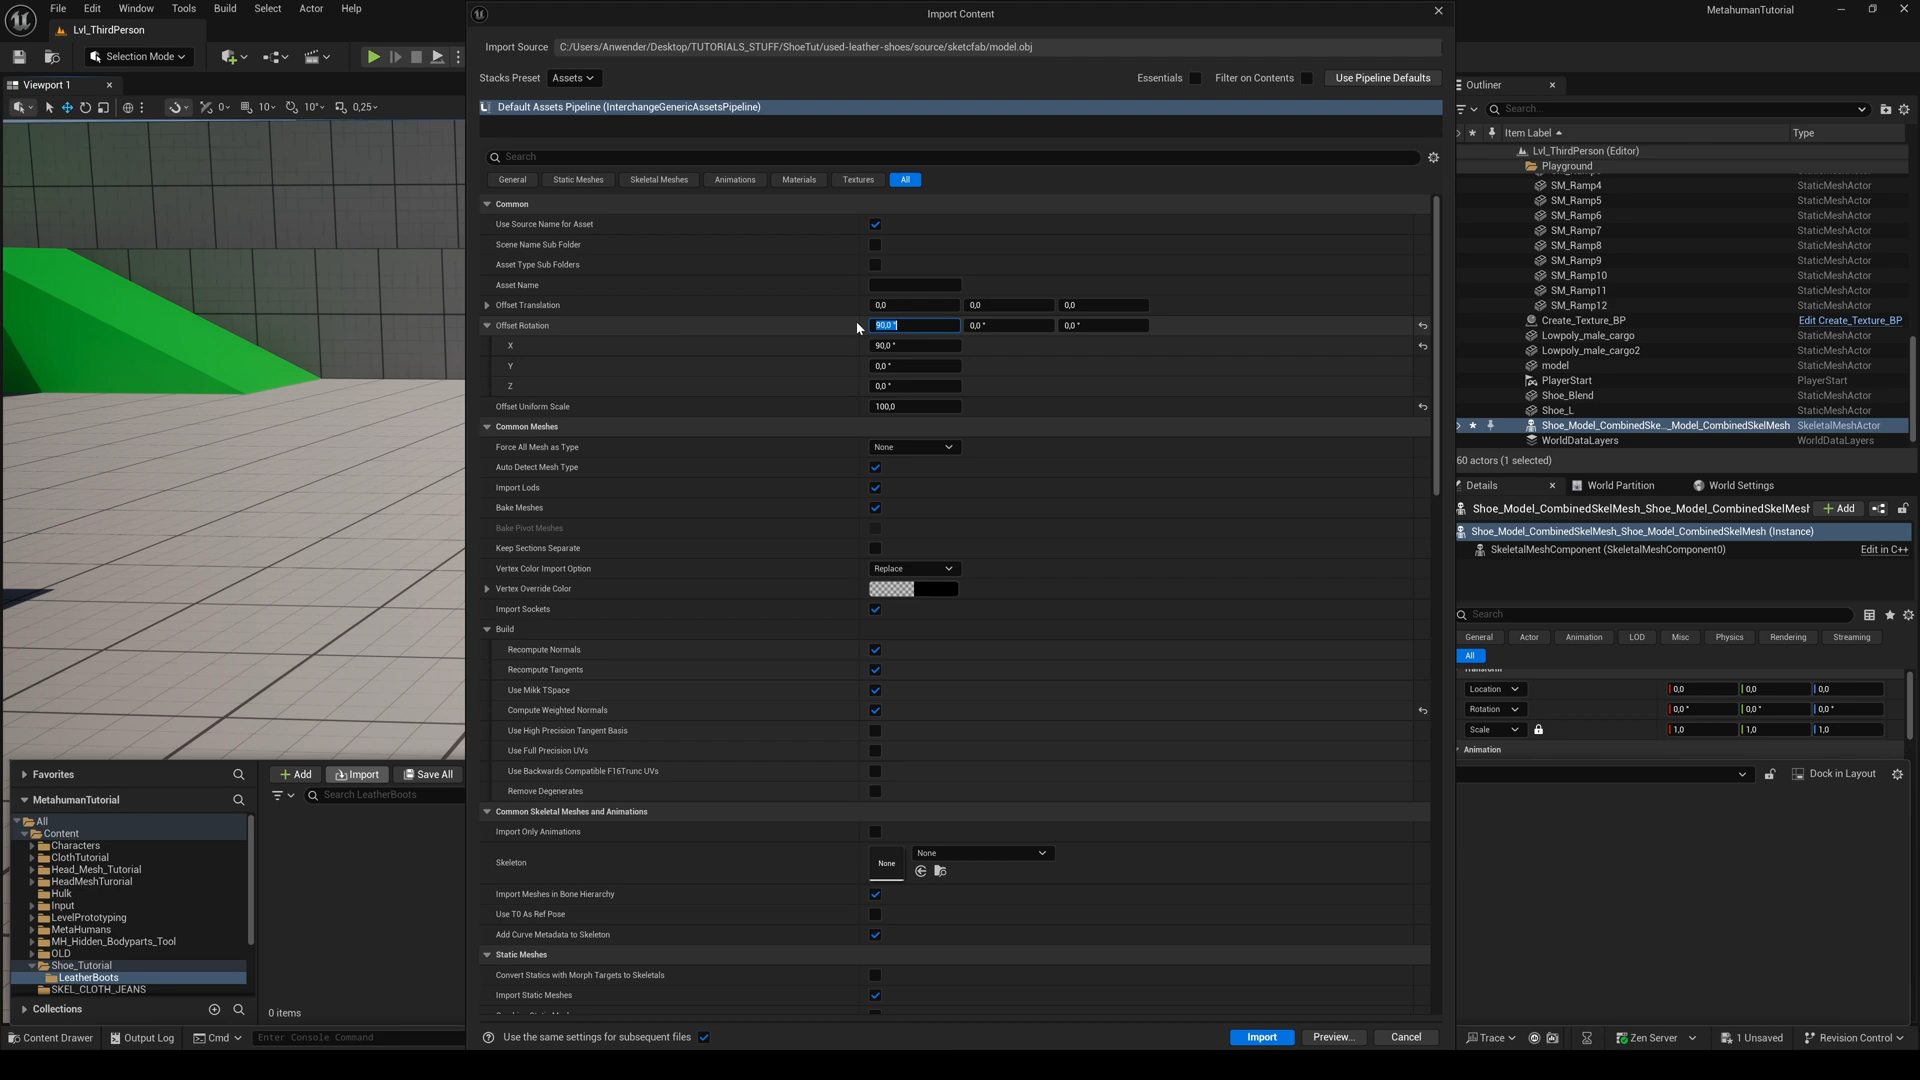 File Edit Window Tools Build Select Actor Help
Import Content
MetahumanTutorial
Lvl_ThirdPerson
Selection Mode
Import Source C:/Users/Anwender/Desktop/TUTORIALS_STUFF/ShoeTut/used-leather-shoes/source/sketcfab/model.obj
Stacks Preset Assets Essentials Filter on Contents Use Pipeline Defaults
Viewport 1
0 10 10° 0,25
Default Assets Pipeline (InterchangeGenericAssetsPipeline)
Search
General Static Meshes Skeletal Meshes Animations Materials Textures All
Common
Use Source Name for Asset
Scene Name Sub Folder
Asset Type Sub Folders
Asset Name
Offset Translation 0,0 0,0 0,0
Offset Rotation 90,0 ° 0,0 ° 0,0 °
X 90,0 °
Y 0,0 °
Z 0,0 °
Offset Uniform Scale 100,0
Common Meshes
Force All Mesh as Type None
Auto Detect Mesh Type
Import Lods
Bake Meshes
Bake Pivot Meshes
Keep Sections Separate
Vertex Color Import Option Replace
Vertex Override Color
Import Sockets
Build
Recompute Normals
Recompute Tangents
Use Mikk TSpace
Compute Weighted Normals
Use High Precision Tangent Basis
Use Full Precision UVs
Use Backwards Compatible F16Trunc UVs
Remove Degenerates
Common Skeletal Meshes and Animations
Import Only Animations
Skeleton None None
Import Meshes in Bone Hierarchy
Use T0 As Ref Pose
Add Curve Metadata to Skeleton
Static Meshes
Convert Statics with Morph Targets to Skeletals
Import Static Meshes
Use the same settings for subsequent files
Import Preview... Cancel
Outliner
Search...
Item Label Type
Lvl_ThirdPerson (Editor)
Playground
SM_Ramp4 StaticMeshActor
SM_Ramp5 StaticMeshActor
SM_Ramp6 StaticMeshActor
SM_Ramp7 StaticMeshActor
SM_Ramp8 StaticMeshActor
SM_Ramp9 StaticMeshActor
SM_Ramp10 StaticMeshActor
SM_Ramp11 StaticMeshActor
SM_Ramp12 StaticMeshActor
Create_Texture_BP Edit Create_Texture_BP
Lowpoly_male_cargo StaticMeshActor
Lowpoly_male_cargo2 StaticMeshActor
model StaticMeshActor
PlayerStart PlayerStart
Shoe_Blend StaticMeshActor
Shoe_L StaticMeshActor
Shoe_Model_CombinedSke..._Model_CombinedSkelMesh SkeletalMeshActor
WorldDataLayers WorldDataLayers
60 actors (1 selected)
Details World Partition World Settings
Shoe_Model_CombinedSkelMesh_Shoe_Model_CombinedSkelMesh Add
Shoe_Model_CombinedSkelMesh_Shoe_Model_CombinedSkelMesh (Instance)
SkeletalMeshComponent (SkeletalMeshComponent0) Edit in C++
Search
General Actor Animation LOD Misc Physics Rendering Streaming
All
Transform
Location 0,0 0,0 0,0
Rotation 0,0 ° 0,0 ° 0,0 °
Scale 1,0 1,0 1,0
Animation
Dock in Layout
Favorites
Add Import Save All
MetahumanTutorial
Search LeatherBoots
All
Content
Characters
ClothTutorial
Head_Mesh_Tutorial
HeadMeshTurorial
Hulk
Input
LevelPrototyping
MetaHumans
MH_Hidden_Bodyparts_Tool
OLD
Shoe_Tutorial
LeatherBoots
SKEL_CLOTH_JEANS
Collections
0 items
Content Drawer Output Log Cmd Enter Console Command
Trace Zen Server 1 Unsaved Revision Control